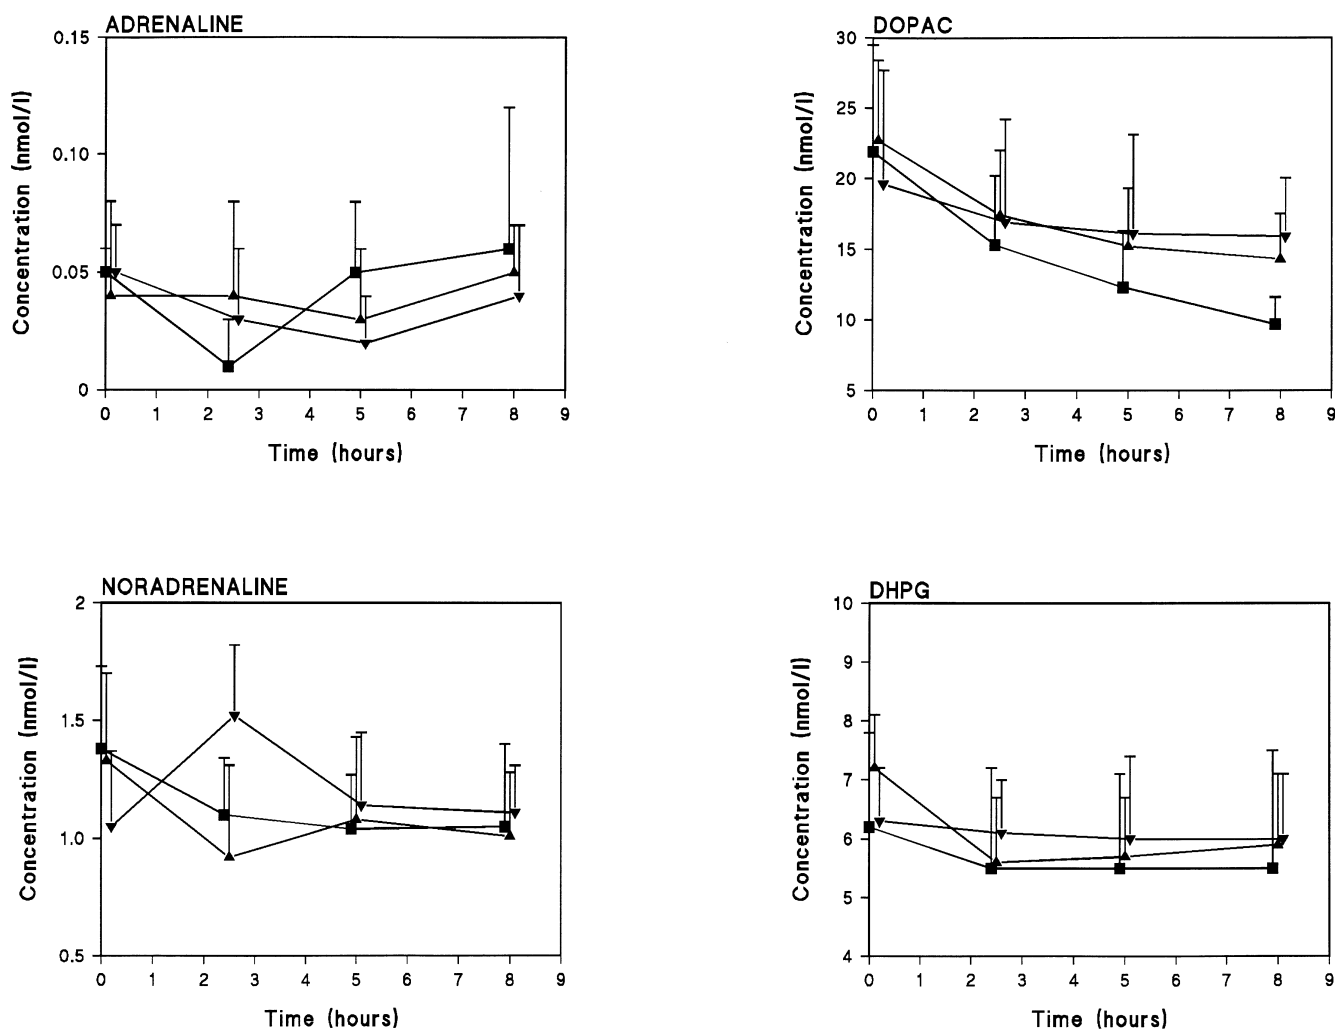 ADRENALINE
0.15
0.10
0.05
0
Concentration (nmol/l)
0 1 2 3 4 5 6 7 8 9
Time (hours)
DOPAC
30
25
20
15
10
5
Concentration (nmol/l)
0 1 2 3 4 5 6 7 8 9
Time (hours)
NORADRENALINE
2
1.5
1.0
0.5
Concentration (nmol/l)
0 1 2 3 4 5 6 7 8 9
Time (hours)
DHPG
10
9
8
7
6
5
4
Concentration (nmol/l)
0 1 2 3 4 5 6 7 8 9
Time (hours)